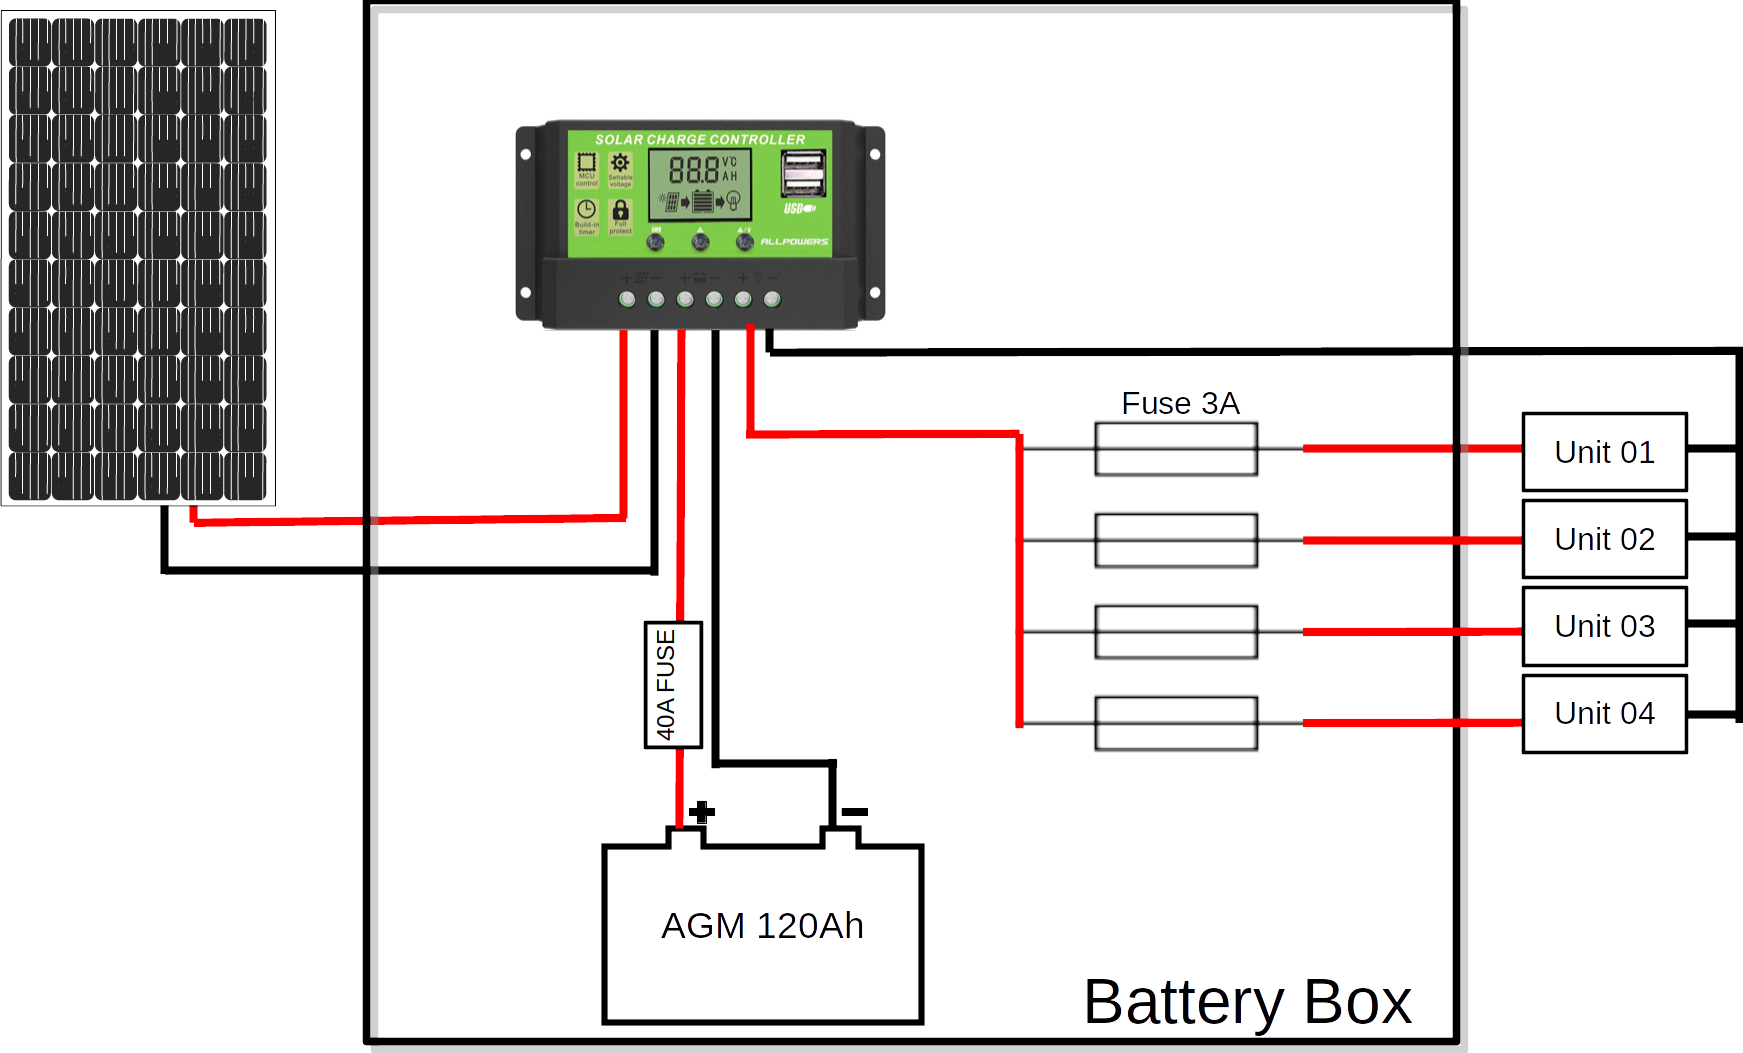 SOLAR CHARGE CONTROLLER
MCU
control
Settable
voltage
88.8 V°C
AH
Build-in
timer
Full
protect
USB
ALLPOWERS
+ - + - + -
Fuse 3A
Unit 01
Unit 02
Unit 03
Unit 04
40A FUSE
+ -
AGM 120Ah
Battery Box